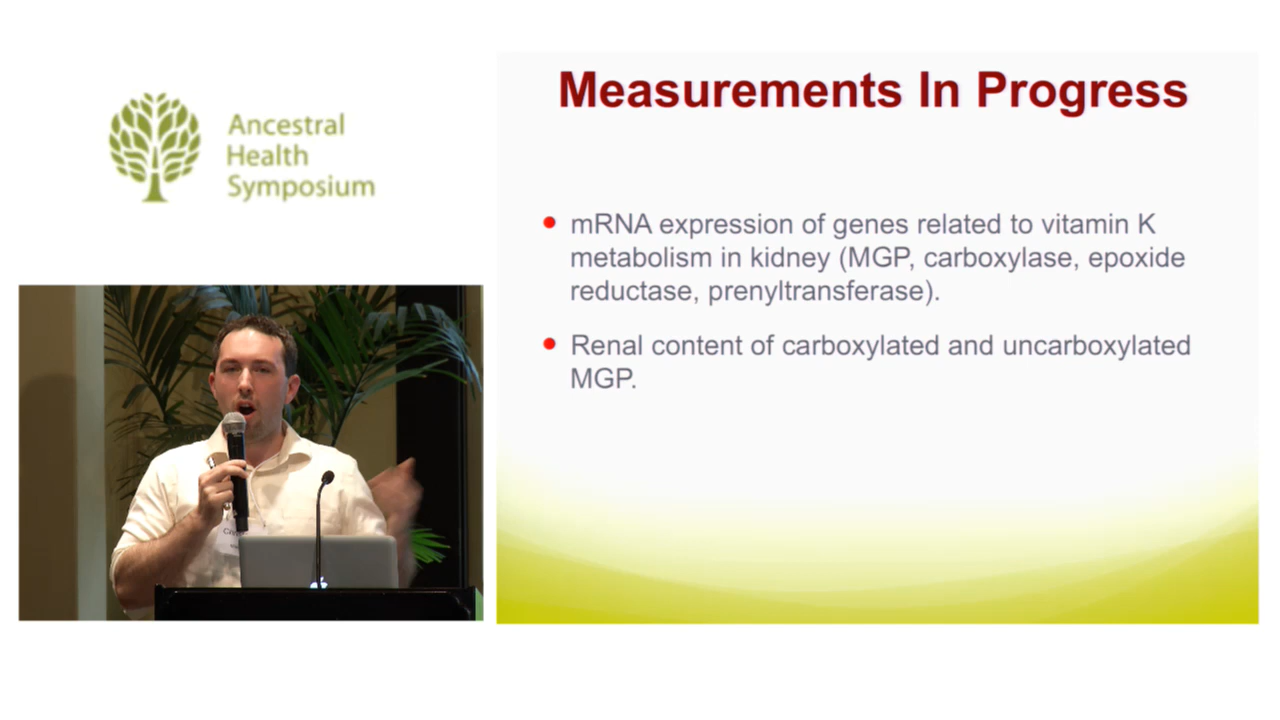 Ancestral
Health
Symposium
Measurements In Progress
mRNA expression of genes related to vitamin K
metabolism in kidney (MGP, carboxylase, epoxide
reductase, prenyltransferase).
Renal content of carboxylated and uncarboxylated
MGP.